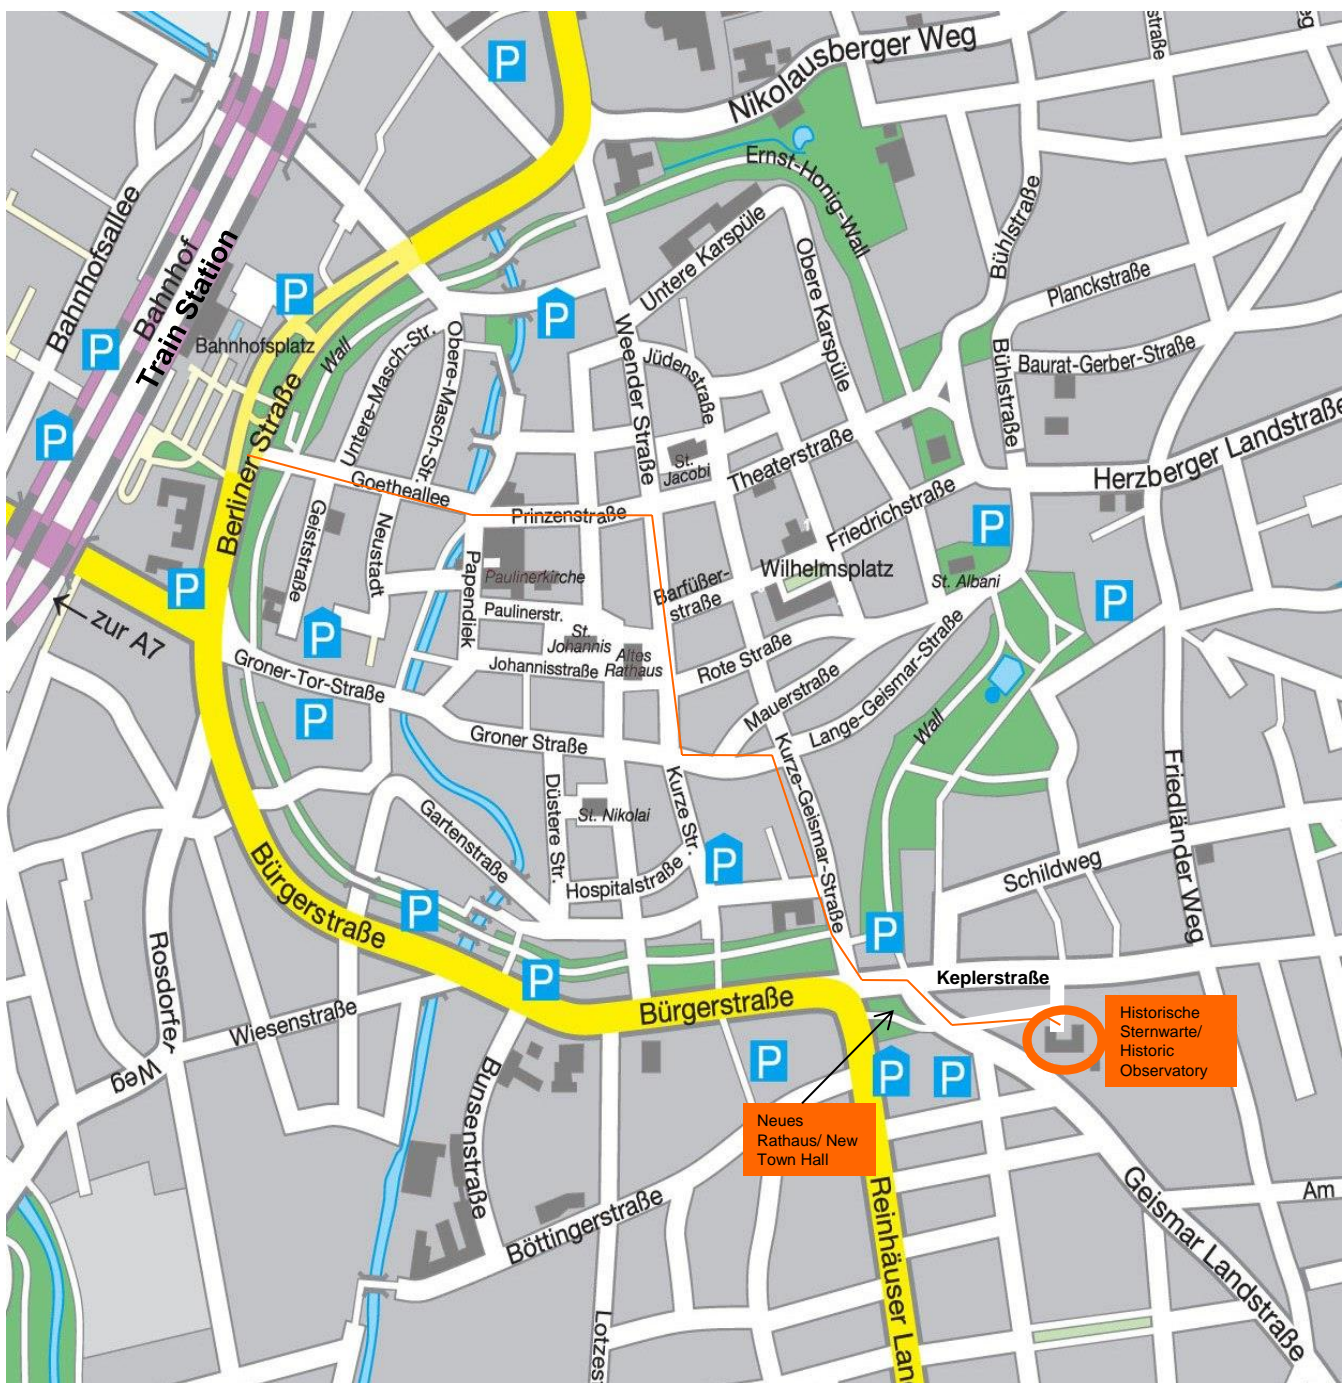 P
Nikolausberger Weg
straße
eg
Ernst-Honig-Wall
Bahnhofsallee
Bahnhof
Train Station
P
P
P
P
Bahnhofsplatz
Wall
Untere-Masch-Str.
Obere-Masch-Str.
Untere Karspüle
Obere Karspüle
Weender Straße
Jüdenstraße
Bühlstraße
Planckstraße
Bühlstraße
Baurat-Gerber-Straße
Herzberger Landstraße
Theaterstraße
St.
Jacobi
Berliner Straße
Goetheallee
Prinzenstraße
Friedrichstraße
P
Geiststraße
Neustadt
Papendiek
Paulinerkirche
Barfüßer-
straße
Wilhelmsplatz
St. Albani
P
P
zur A7
P
Paulinerstr.
St.
Johannis
Altes
Rathaus
Johannisstraße
Rote Straße
Mauerstraße
Lange-Geismar-Straße
Groner-Tor-Straße
P
Groner Straße
Wall
Kurze-Geismar-Straße
Kurze Str.
Düstere Str.
St. Nikolai
Gartenstraße
Hospitalstraße
P
Friedländer Weg
Schildweg
Bürgerstraße
P
P
P
Rosdorfer
Weg
Wiesenstraße
Bürgerstraße
Keplerstraße
Historische
Sternwarte/
Historic
Observatory
P
P
P
Neues
Rathaus/ New
Town Hall
Bunsenstraße
Böttingerstraße
Reinhäuser Lan
Geismar Landstraße
Am
Lotzes